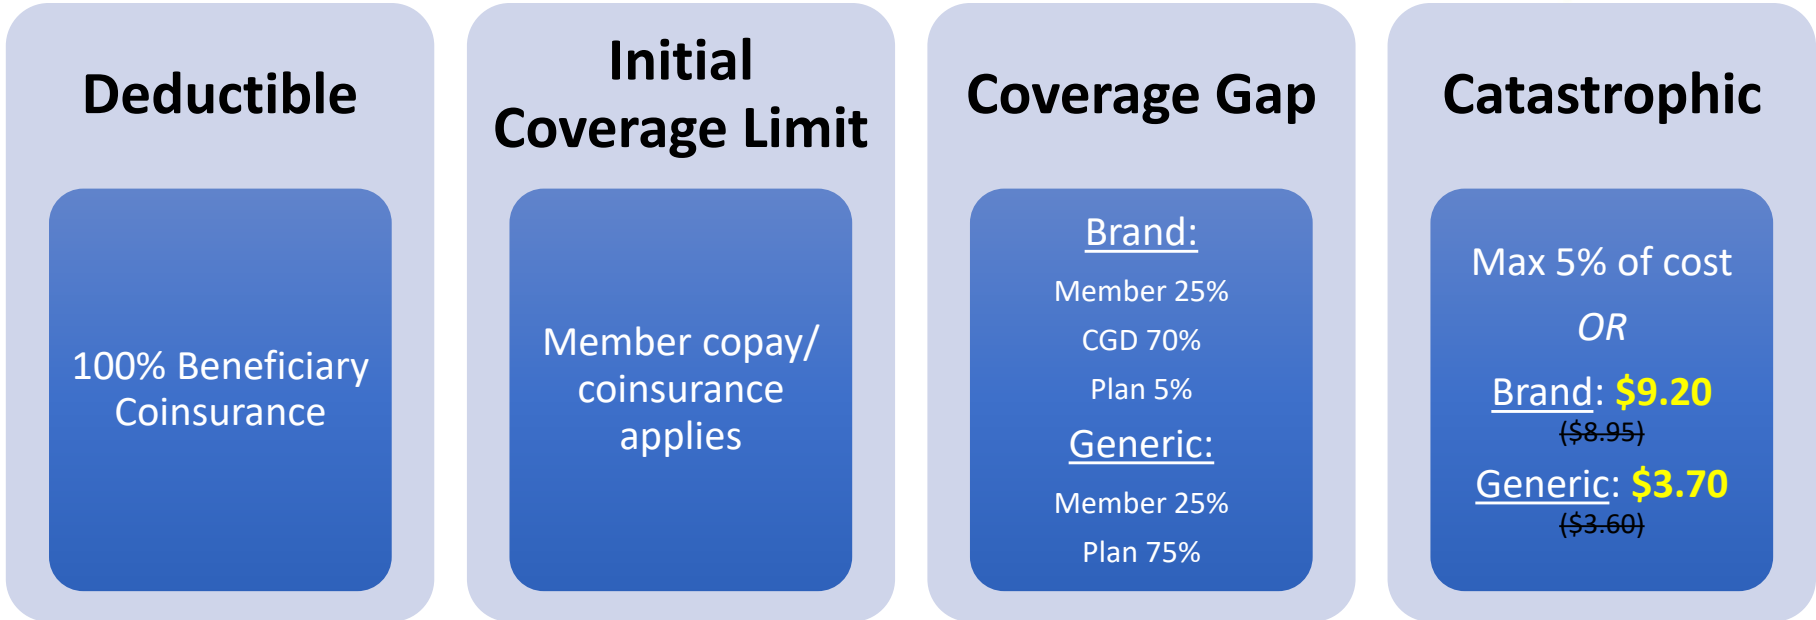 Deductible
100% Beneficiary
Coinsurance
Initial
Coverage Limit
Member copay/
coinsurance
applies
Coverage Gap
Brand:
Member 25%
CGD 70%
Plan 5%
Generic:
Member 25%
Plan 75%
Catastrophic
Max 5% of cost
OR
Brand: $9.20
($8.95)
Generic: $3.70
($3.60)